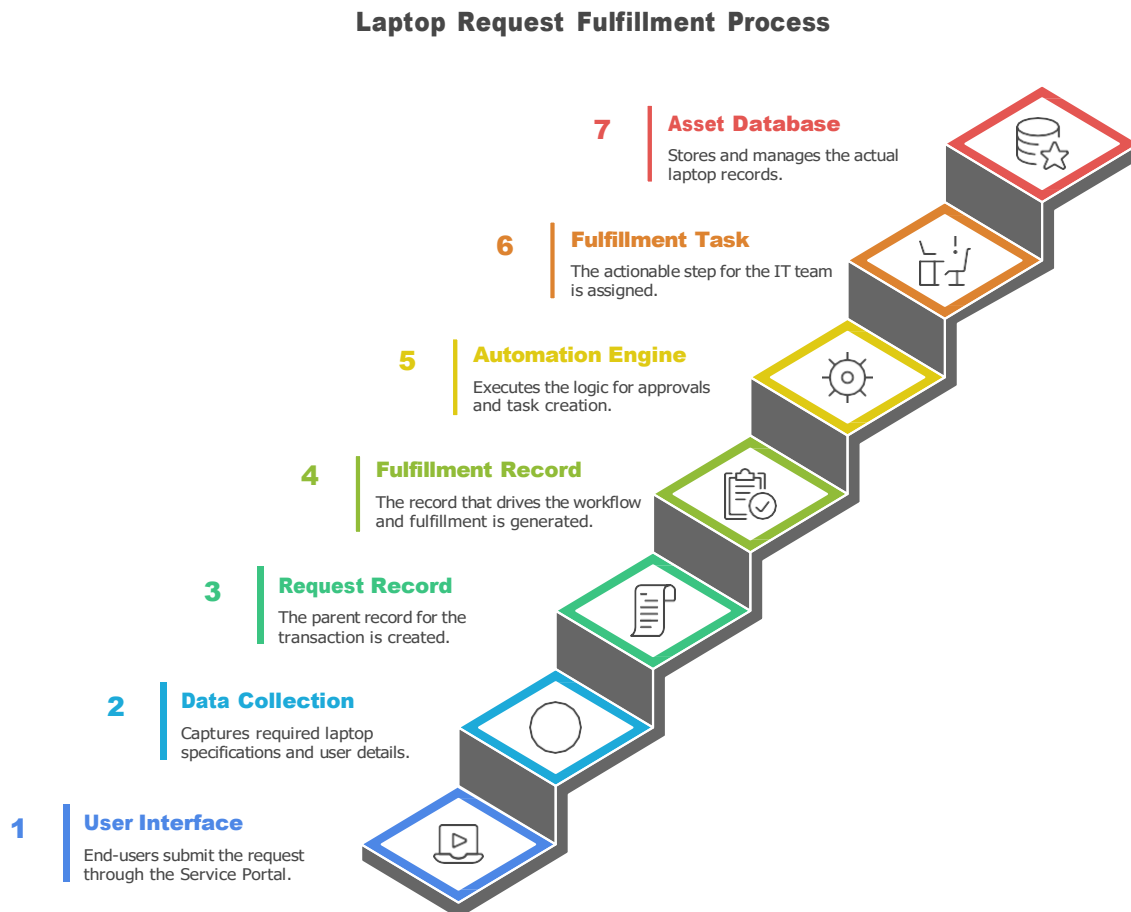 Laptop Request Fulfillment Process
7
Asset Database
Stores and manages the actual
laptop records.
6
Fulfillment Task
The actionable step for the IT team
is assigned.
5
Automation Engine
Executes the logic for approvals
and task creation.
4
Fulfillment Record
The record that drives the workflow
and fulfillment is generated.
3
Request Record
The parent record for the
transaction is created.
2
Data Collection
Captures required laptop
specifications and user details.
1
User Interface
End-users submit the request
through the Service Portal.